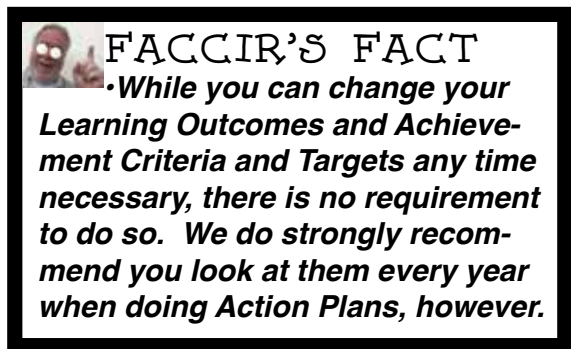 FACCIR'S FACT
•While you can change your
Learning Outcomes and Achieve-
ment Criteria and Targets any time
necessary, there is no requirement
to do so.  We do strongly recom-
mend you look at them every year
when doing Action Plans, however.